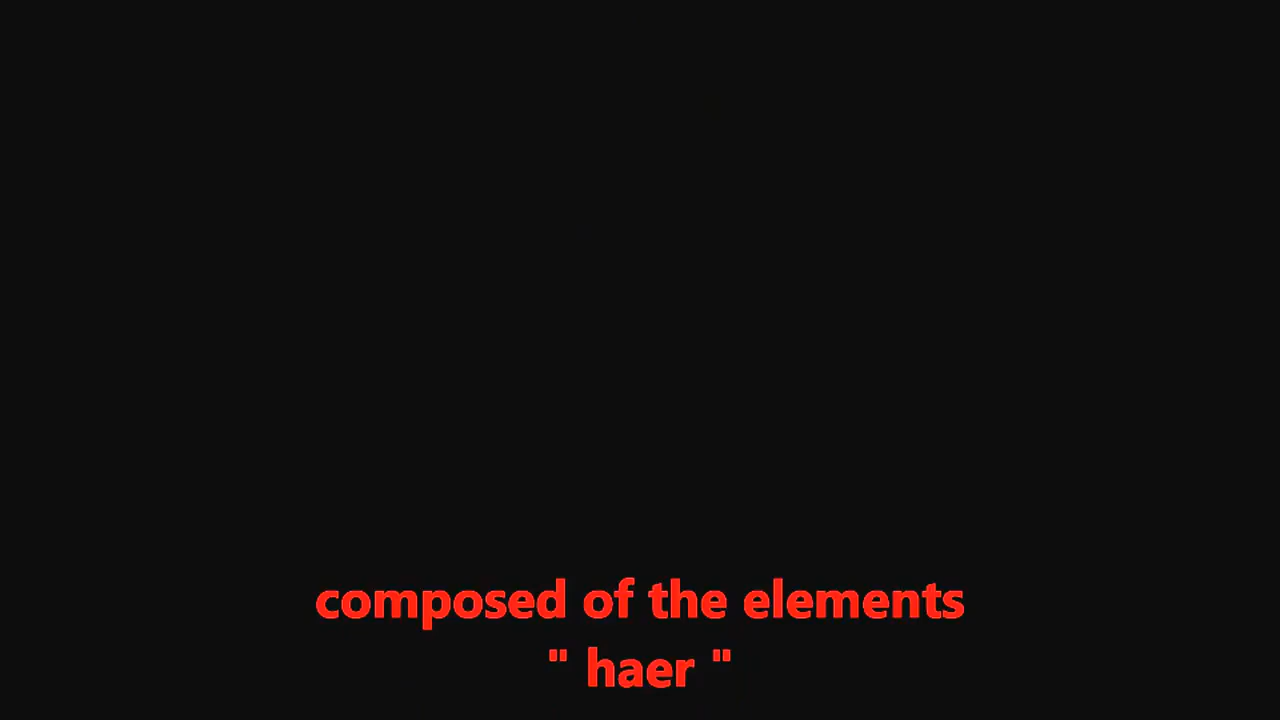 composed of the elements
" haer "